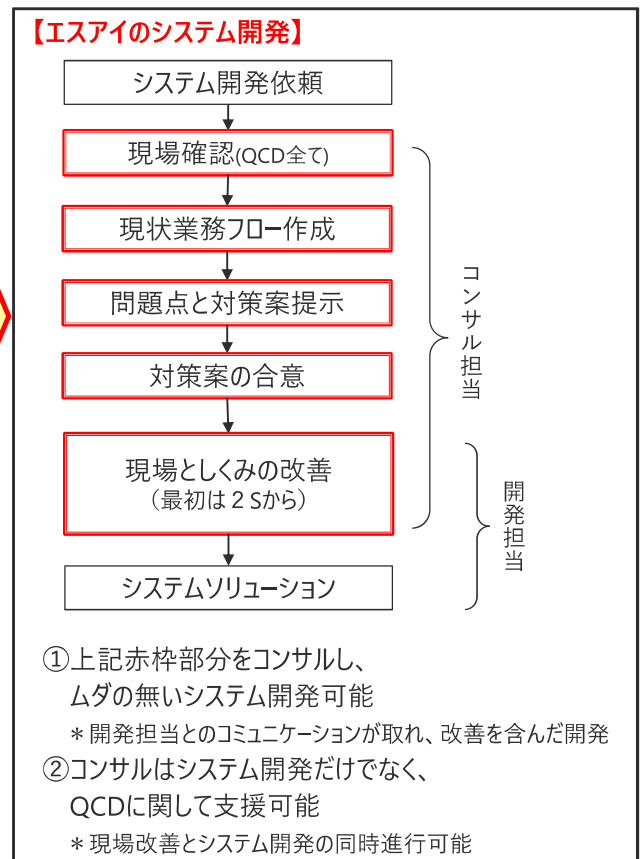 【エスアイのシステム開発】
システム開発依頼
現場確認(QCD全て)
現状業務フロー作成
問題点と対策案提示
対策案の合意
現場としくみの改善
（最初は２Sから）
システムソリューション
コンサル担当
開発担当
①上記赤枠部分をコンサルし、
ムダの無いシステム開発可能
＊開発担当とのコミュニケーションが取れ、改善を含んだ開発
②コンサルはシステム開発だけでなく、
QCDに関して支援可能
＊現場改善とシステム開発の同時進行可能